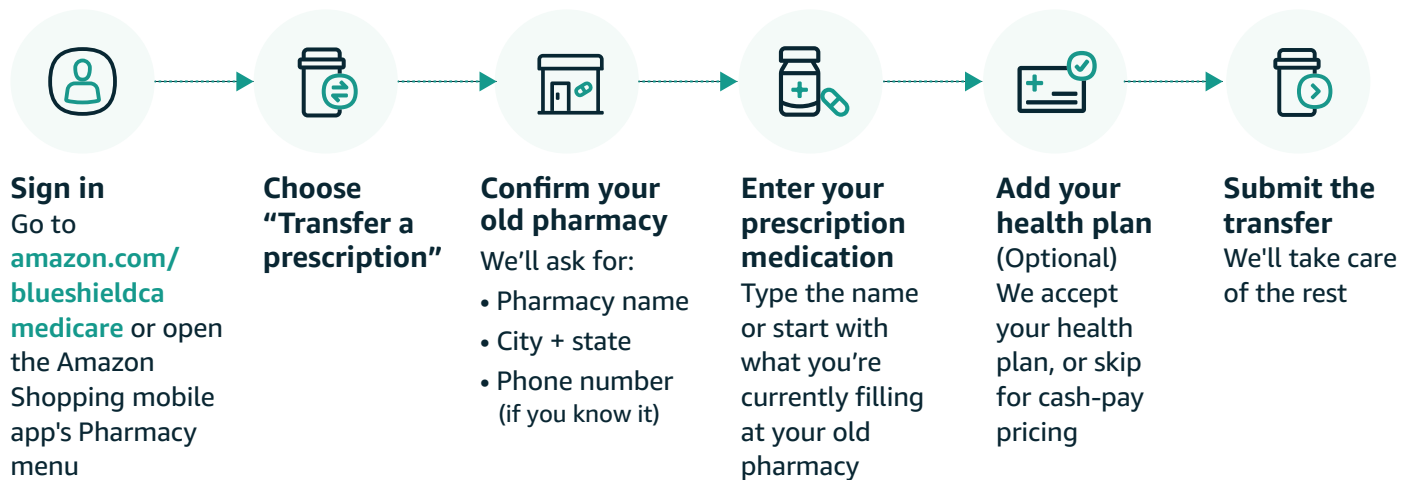 Sign in
Go to
amazon.com/
blueshieldca
medicare or open
the Amazon
Shopping mobile
app's Pharmacy
menu
Choose
“Transfer a
prescription”
Confirm your
old pharmacy
We’ll ask for:
• Pharmacy name
• City + state
• Phone number
(if you know it)
Enter your
prescription
medication
Type the name
or start with
what you’re
currently filling
at your old
pharmacy
Add your
health plan
(Optional)
We accept
your health
plan, or skip
for cash-pay
pricing
Submit the
transfer
We'll take care
of the rest